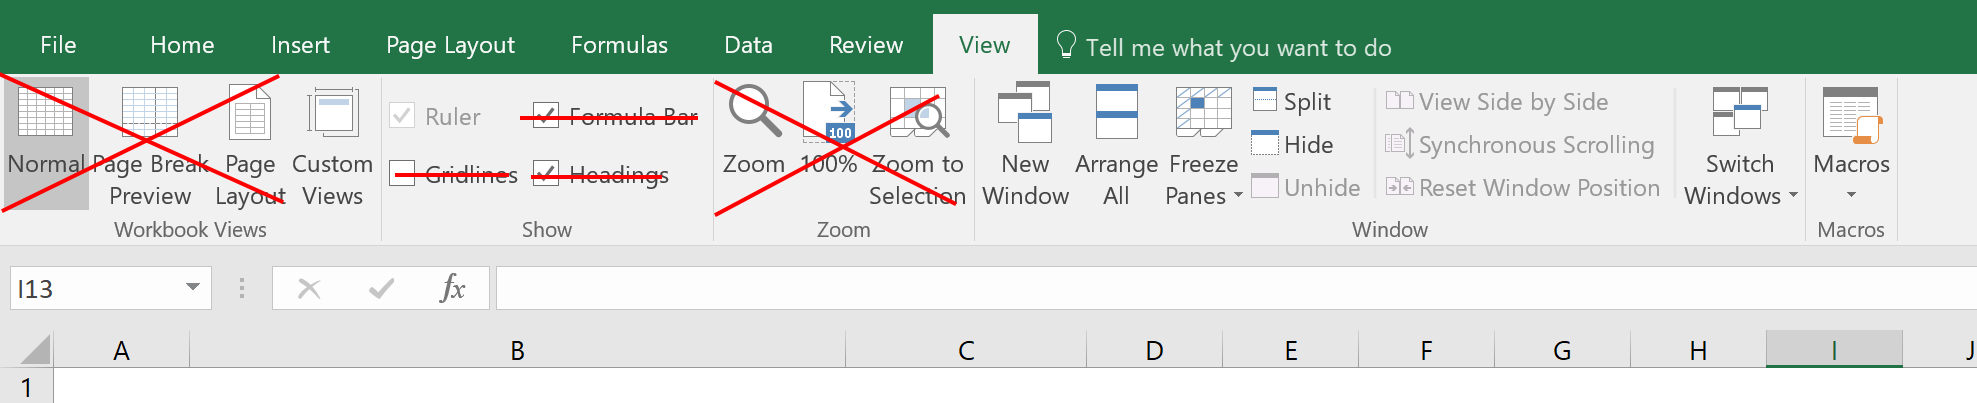 File Home Insert Page Layout Formulas Data Review View Tell me what you want to do
Normal Page Break Preview Page Layout Custom Views
Ruler Formula Bar
Gridlines Headings
Zoom 100% Zoom to Selection
100
New Window Arrange All Freeze Panes
Split
Hide
Unhide
View Side by Side
Synchronous Scrolling
Reset Window Position
Switch Windows
Macros
Workbook Views Show Zoom Window Macros
I13 fx
A B C D E F G H I J
1